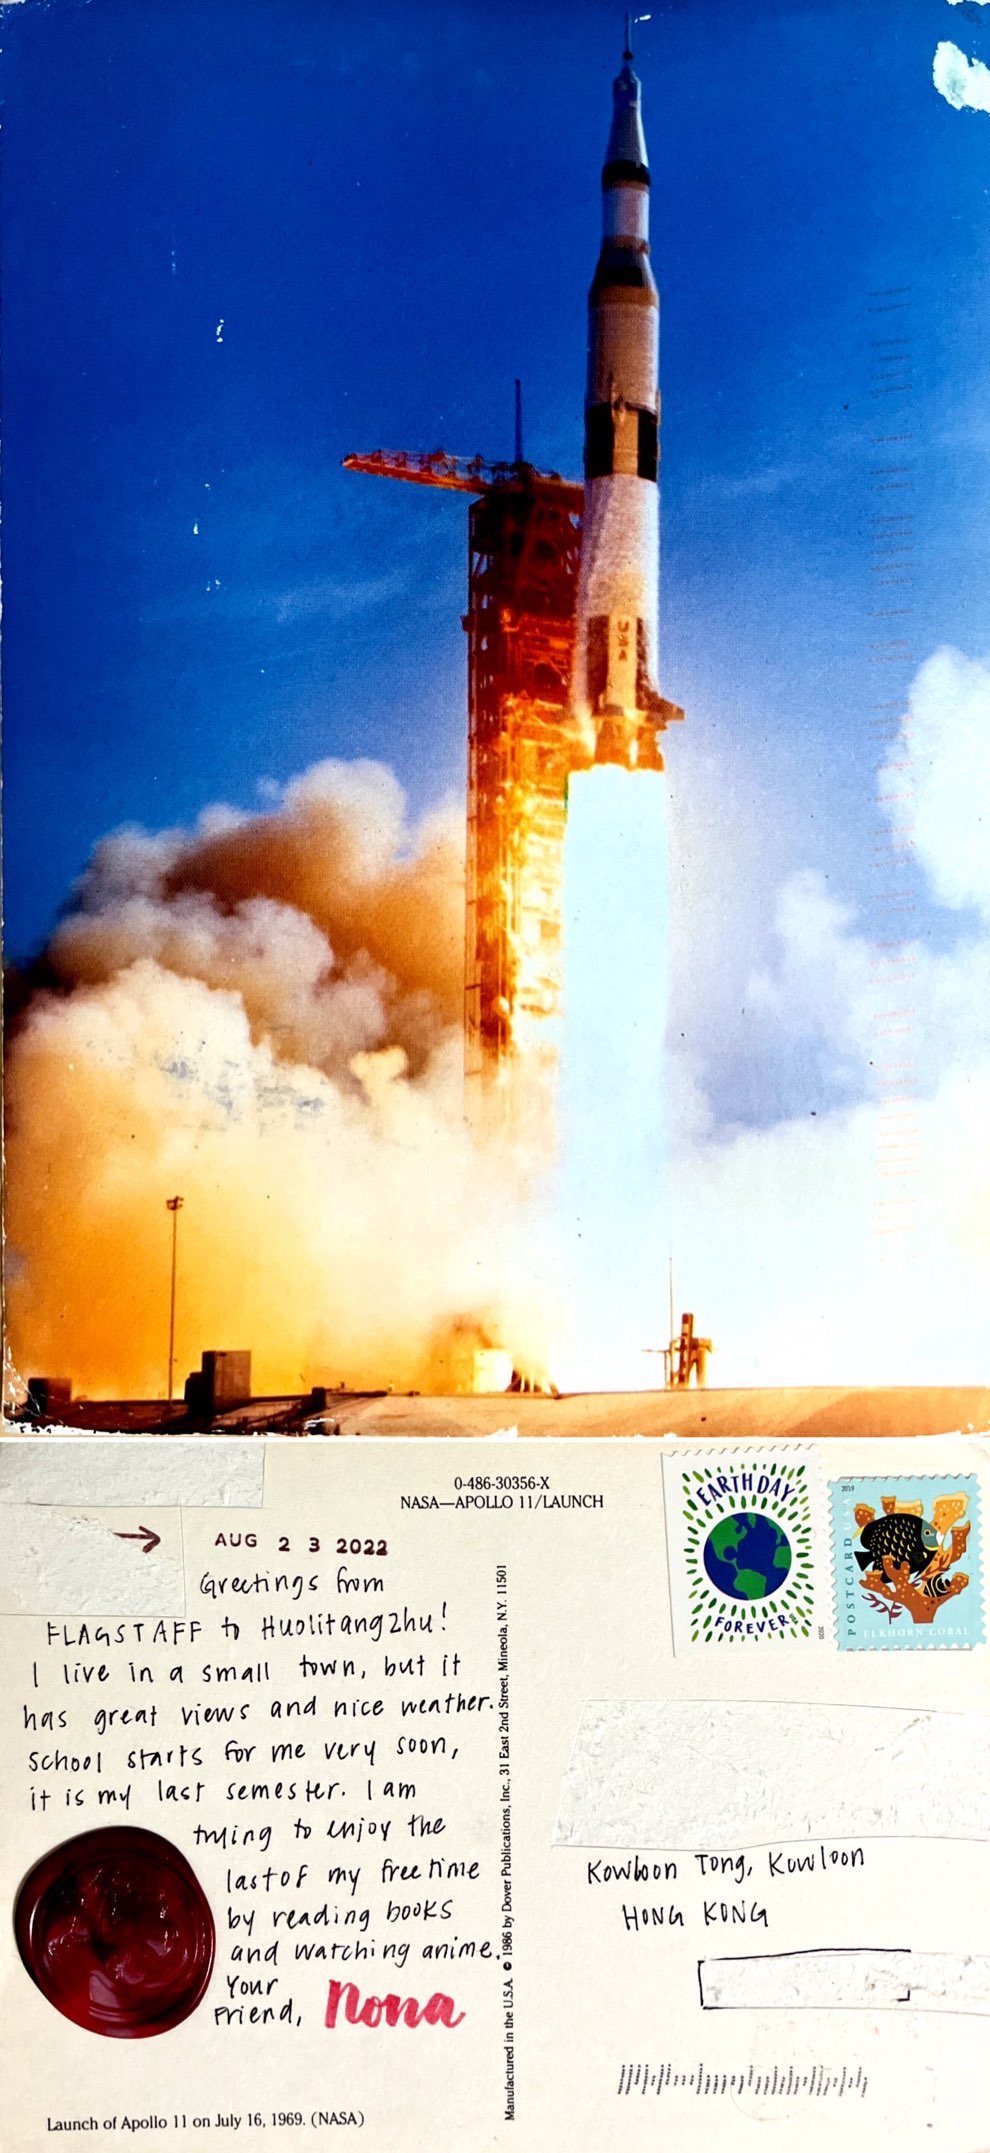 USA
0-486-30356-X
NASA—APOLLO 11/LAUNCH
EARTH DAY
FOREVER
2020
2019
POSTCARD USA
ELKHORN CORAL
AUG 2 3 2022
Greetings from
FLAGSTAFF to Huolitangzhu!
I live in a small town, but it
has great views and nice weather.
School starts for me very soon,
it is my last semester. I am
trying to enjoy the
last of my free time
by reading books
and watching anime.
Your
Friend, Nona
Manufactured in the U.S.A. © 1986 by Dover Publications, Inc., 31 East 2nd Street, Mineola, N.Y. 11501
Kowloon Tong, Kowloon
HONG KONG
Launch of Apollo 11 on July 16, 1969. (NASA)